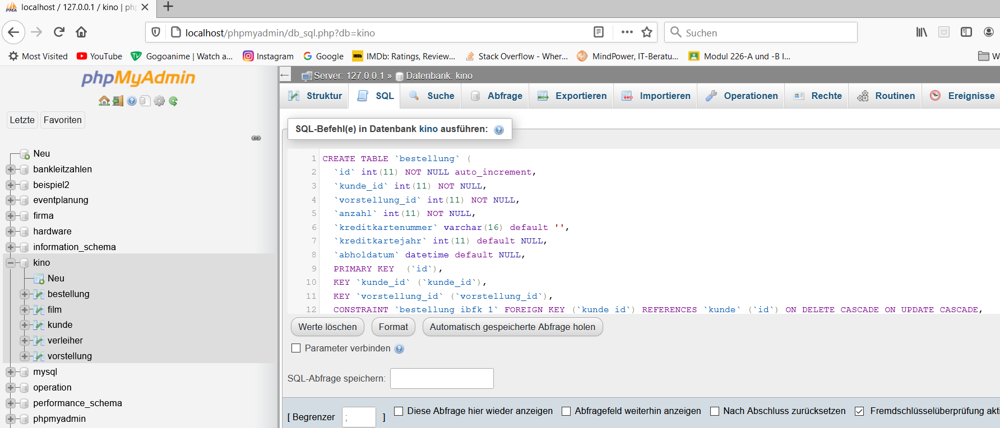 localhost / 127.0.0.1 / kino | php
localhost/phpmyadmin/db_sql.php?db=kino
Suchen
Most Visited YouTube Gogoanime | Watch a... Instagram Google IMDb: Ratings, Review... Stack Overflow - Wher... MindPower, IT-Beratu... Modul 226-A und -B I...
phpMyAdmin
Server: 127.0.0.1 » Datenbank: kino
Struktur SQL Suche Abfrage Exportieren Importieren Operationen Rechte Routinen Ereignisse
Letzte Favoriten
SQL-Befehl(e) in Datenbank kino ausführen:
Neu
bankleitzahlen
beispiel2
eventplanung
firma
hardware
information_schema
kino
Neu
bestellung
film
kunde
verleiher
vorstellung
mysql
operation
performance_schema
phpmyadmin
1 CREATE TABLE `bestellung` (
2 `id` int(11) NOT NULL auto_increment,
3 `kunde_id` int(11) NOT NULL,
4 `vorstellung_id` int(11) NOT NULL,
5 `anzahl` int(11) NOT NULL,
6 `kreditkartenummer` varchar(16) default '',
7 `kreditkartejahr` int(11) default NULL,
8 `abholdatum` datetime default NULL,
9 PRIMARY KEY  (`id`),
10 KEY `kunde_id` (`kunde_id`),
11 KEY `vorstellung_id` (`vorstellung_id`),
12 CONSTRAINT `bestellung_ibfk_1` FOREIGN KEY (`kunde_id`) REFERENCES `kunde` (`id`) ON DELETE CASCADE ON UPDATE CASCADE,
Werte löschen Format Automatisch gespeicherte Abfrage holen
Parameter verbinden
SQL-Abfrage speichern:
[ Begrenzer ; ] Diese Abfrage hier wieder anzeigen Abfragefeld weiterhin anzeigen Nach Abschluss zurücksetzen Fremdschlüsselüberprüfung akti